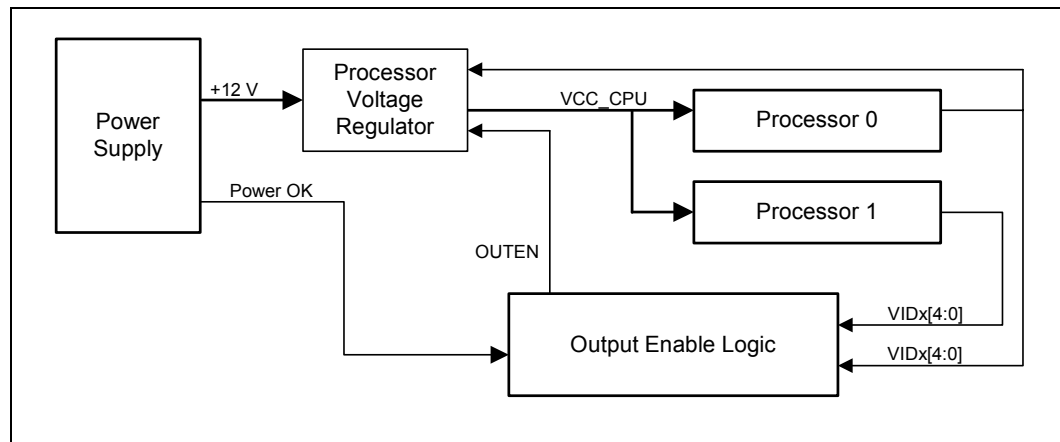 Power
Supply
+12 V
Power OK
Processor
Voltage
Regulator
VCC_CPU
Processor 0
Processor 1
OUTEN
Output Enable Logic
VIDx[4:0]
VIDx[4:0]